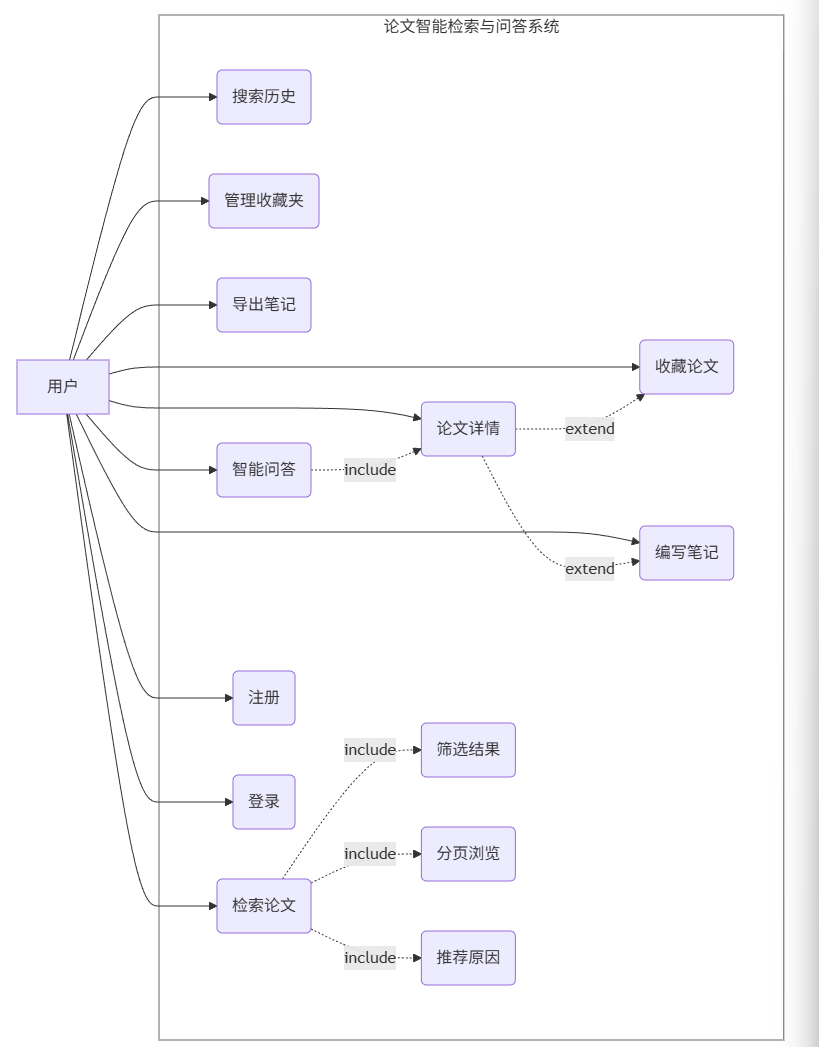 论文智能检索与问答系统
搜索历史
管理收藏夹
导出笔记
收藏论文
用户
论文详情
extend
智能问答
include
编写笔记
extend
注册
include
筛选结果
登录
include
分页浏览
检索论文
include
推荐原因